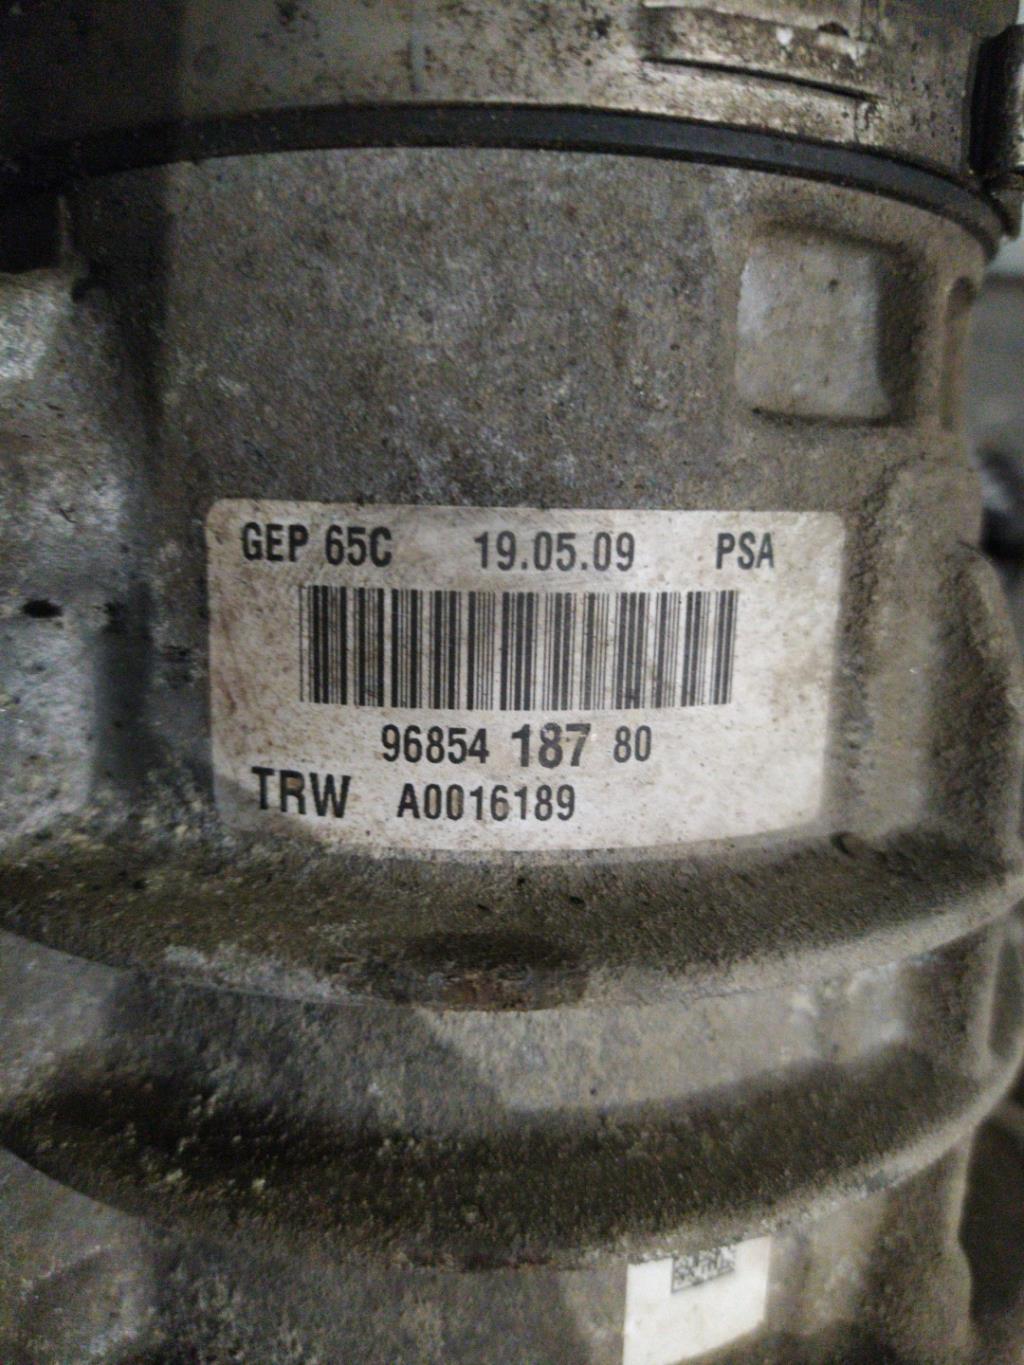 GEP 65C 19.05.09 PSA
96854 187 80
TRW A0016189